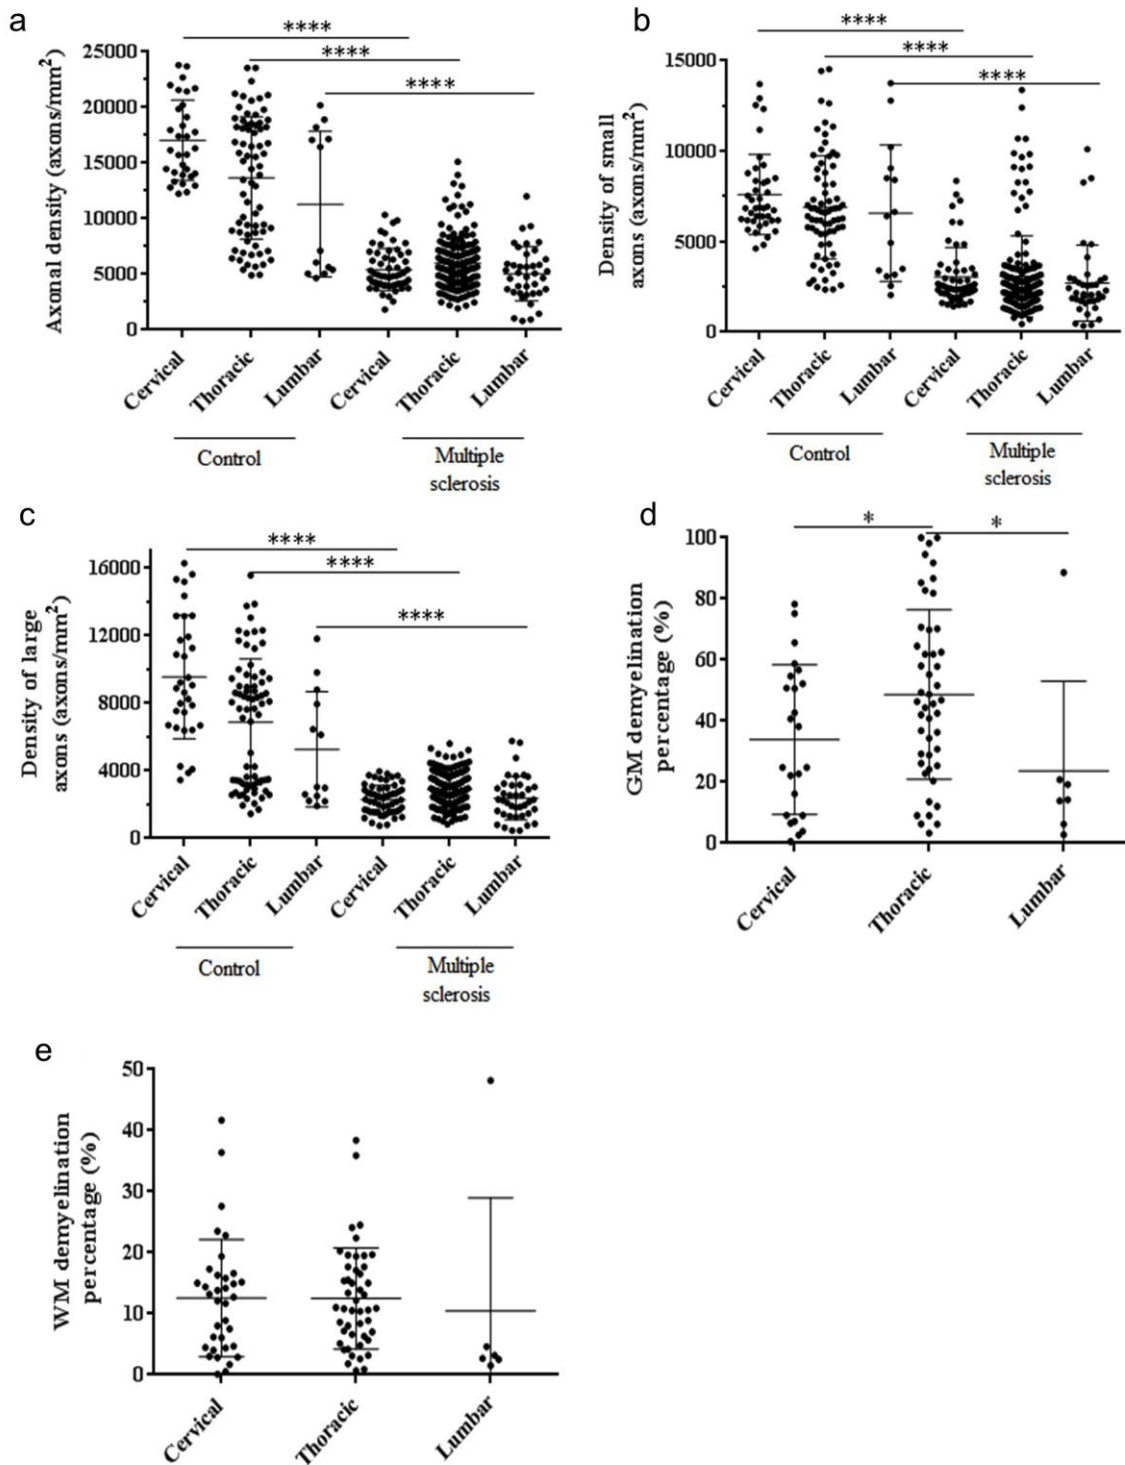 a
****
****
****
Axonal density (axons/mm²)
25000
20000
15000
10000
5000
0
Cervical
Thoracic
Lumbar
Cervical
Thoracic
Lumbar
Control
Multiple
sclerosis
b
****
****
****
Density of small
axons (axons/mm²)
15000
10000
5000
0
Cervical
Thoracic
Lumbar
Cervical
Thoracic
Lumbar
Control
Multiple
sclerosis
c
****
****
****
Density of large
axons (axons/mm²)
16000
12000
8000
4000
0
Cervical
Thoracic
Lumbar
Cervical
Thoracic
Lumbar
Control
Multiple
sclerosis
d
*
*
GM demyelination
percentage (%)
100
80
60
40
20
0
Cervical
Thoracic
Lumbar
e
WM demyelination
percentage (%)
50
40
30
20
10
0
Cervical
Thoracic
Lumbar